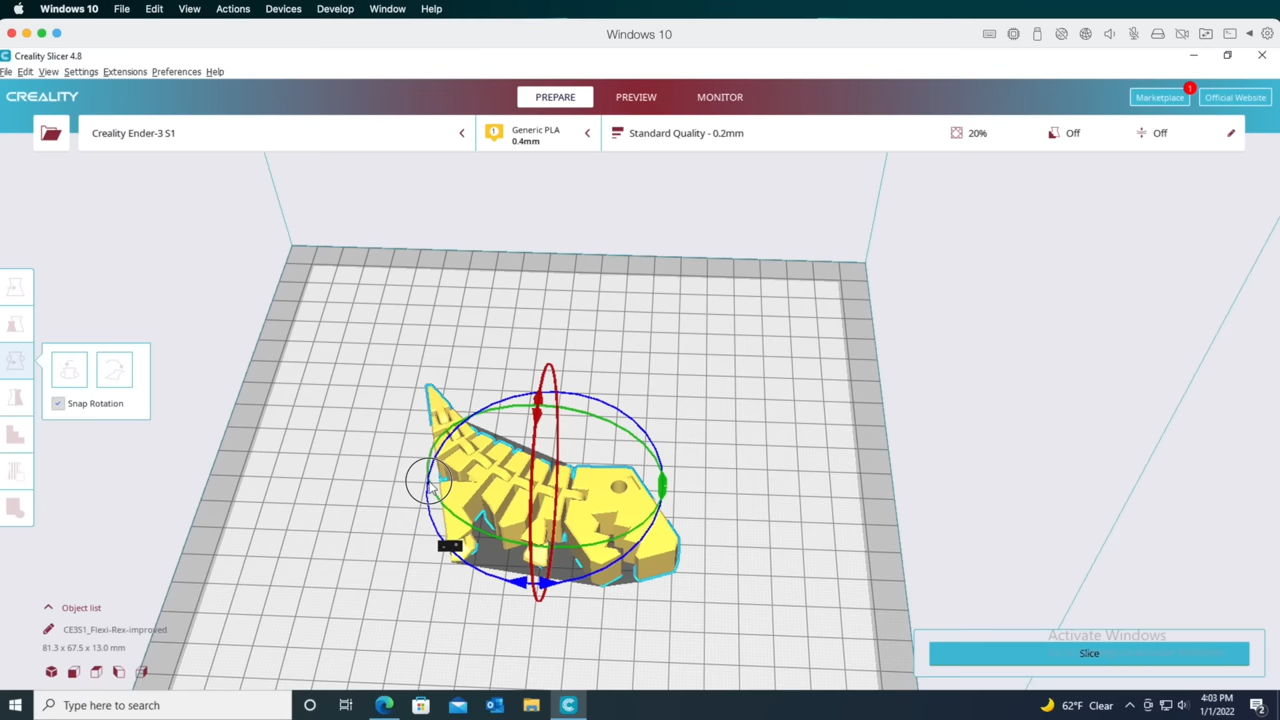 Windows 10 File Edit View Actions Devices Develop Window Help
Windows 10
Creality Slicer 4.8
File Edit View Settings Extensions Preferences Help
CREALITY PREPARE PREVIEW MONITOR Marketplace 1 Official Website
Creality Ender-3 S1
Generic PLA
0.4mm
Standard Quality - 0.2mm 20% Off Off
Snap Rotation
Object list
CE3S1_Flexi-Rex-improved
81.3 x 67.5 x 13.0 mm
Activate Windows
Slice
Type here to search
62°F Clear
4:03 PM
1/1/2022
2